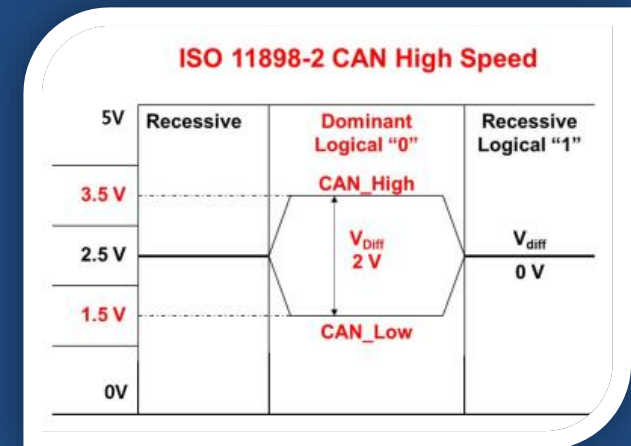 ISO 11898-2 CAN High Speed
5V
Recessive
Dominant
Logical “0”
Recessive
Logical “1”
3.5 V
CAN_High
2.5 V
VDiff
2 V
Vdiff
0 V
1.5 V
CAN_Low
0V